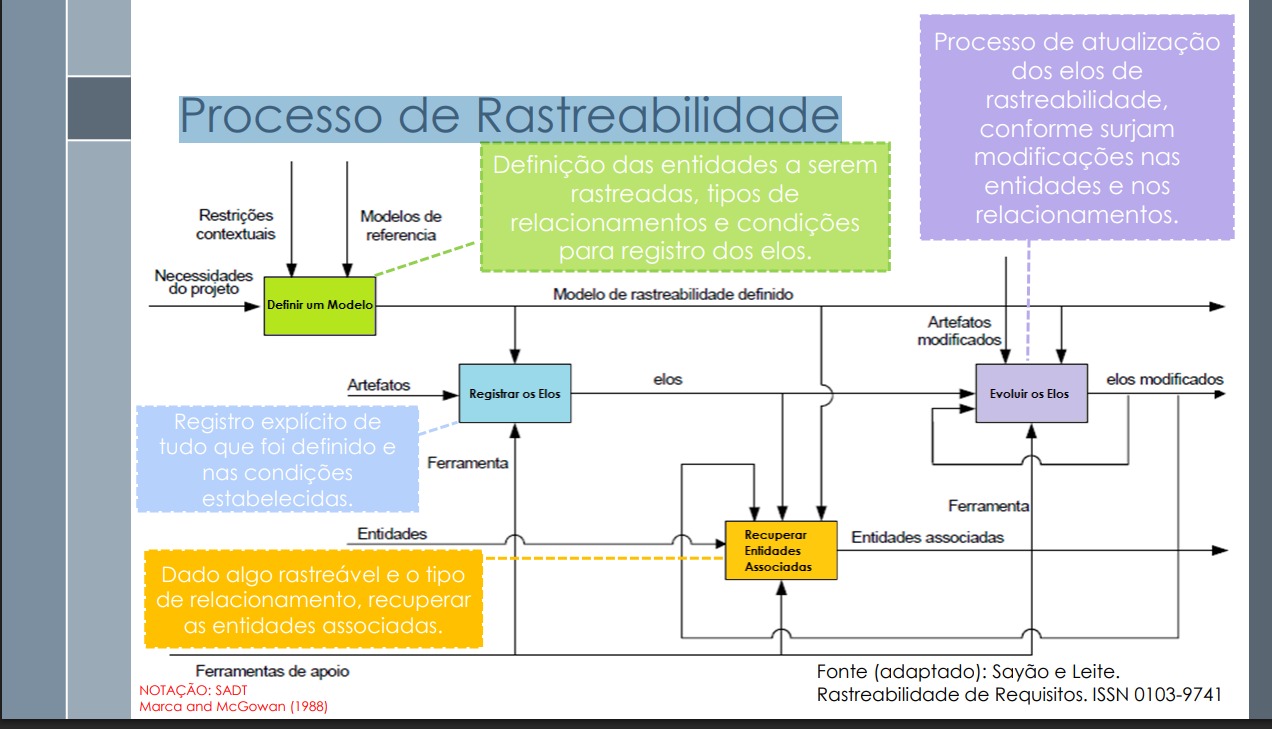 Processo de Rastreabilidade
Processo de atualização
dos elos de
rastreabilidade,
conforme surjam
modificações nas
entidades e nos
relacionamentos.
Definição das entidades a serem
rastreadas, tipos de
relacionamentos e condições
para registro dos elos.
Restrições
contextuais
Modelos de
referencia
Necessidades
do projeto
Definir um Modelo
Modelo de rastreabilidade definido
Artefatos
modificados
Artefatos
Registrar os Elos
elos
Evoluir os Elos
elos modificados
Registro explícito de
tudo que foi definido e
nas condições
estabelecidas.
Ferramenta
Ferramenta
Entidades
Recuperar
Entidades
Associadas
Entidades associadas
Dado algo rastreável e o tipo
de relacionamento, recuperar
as entidades associadas.
Ferramentas de apoio
NOTAÇÃO: SADT
Marca and McGowan (1988)
Fonte (adaptado): Sayão e Leite.
Rastreabilidade de Requisitos. ISSN 0103-9741